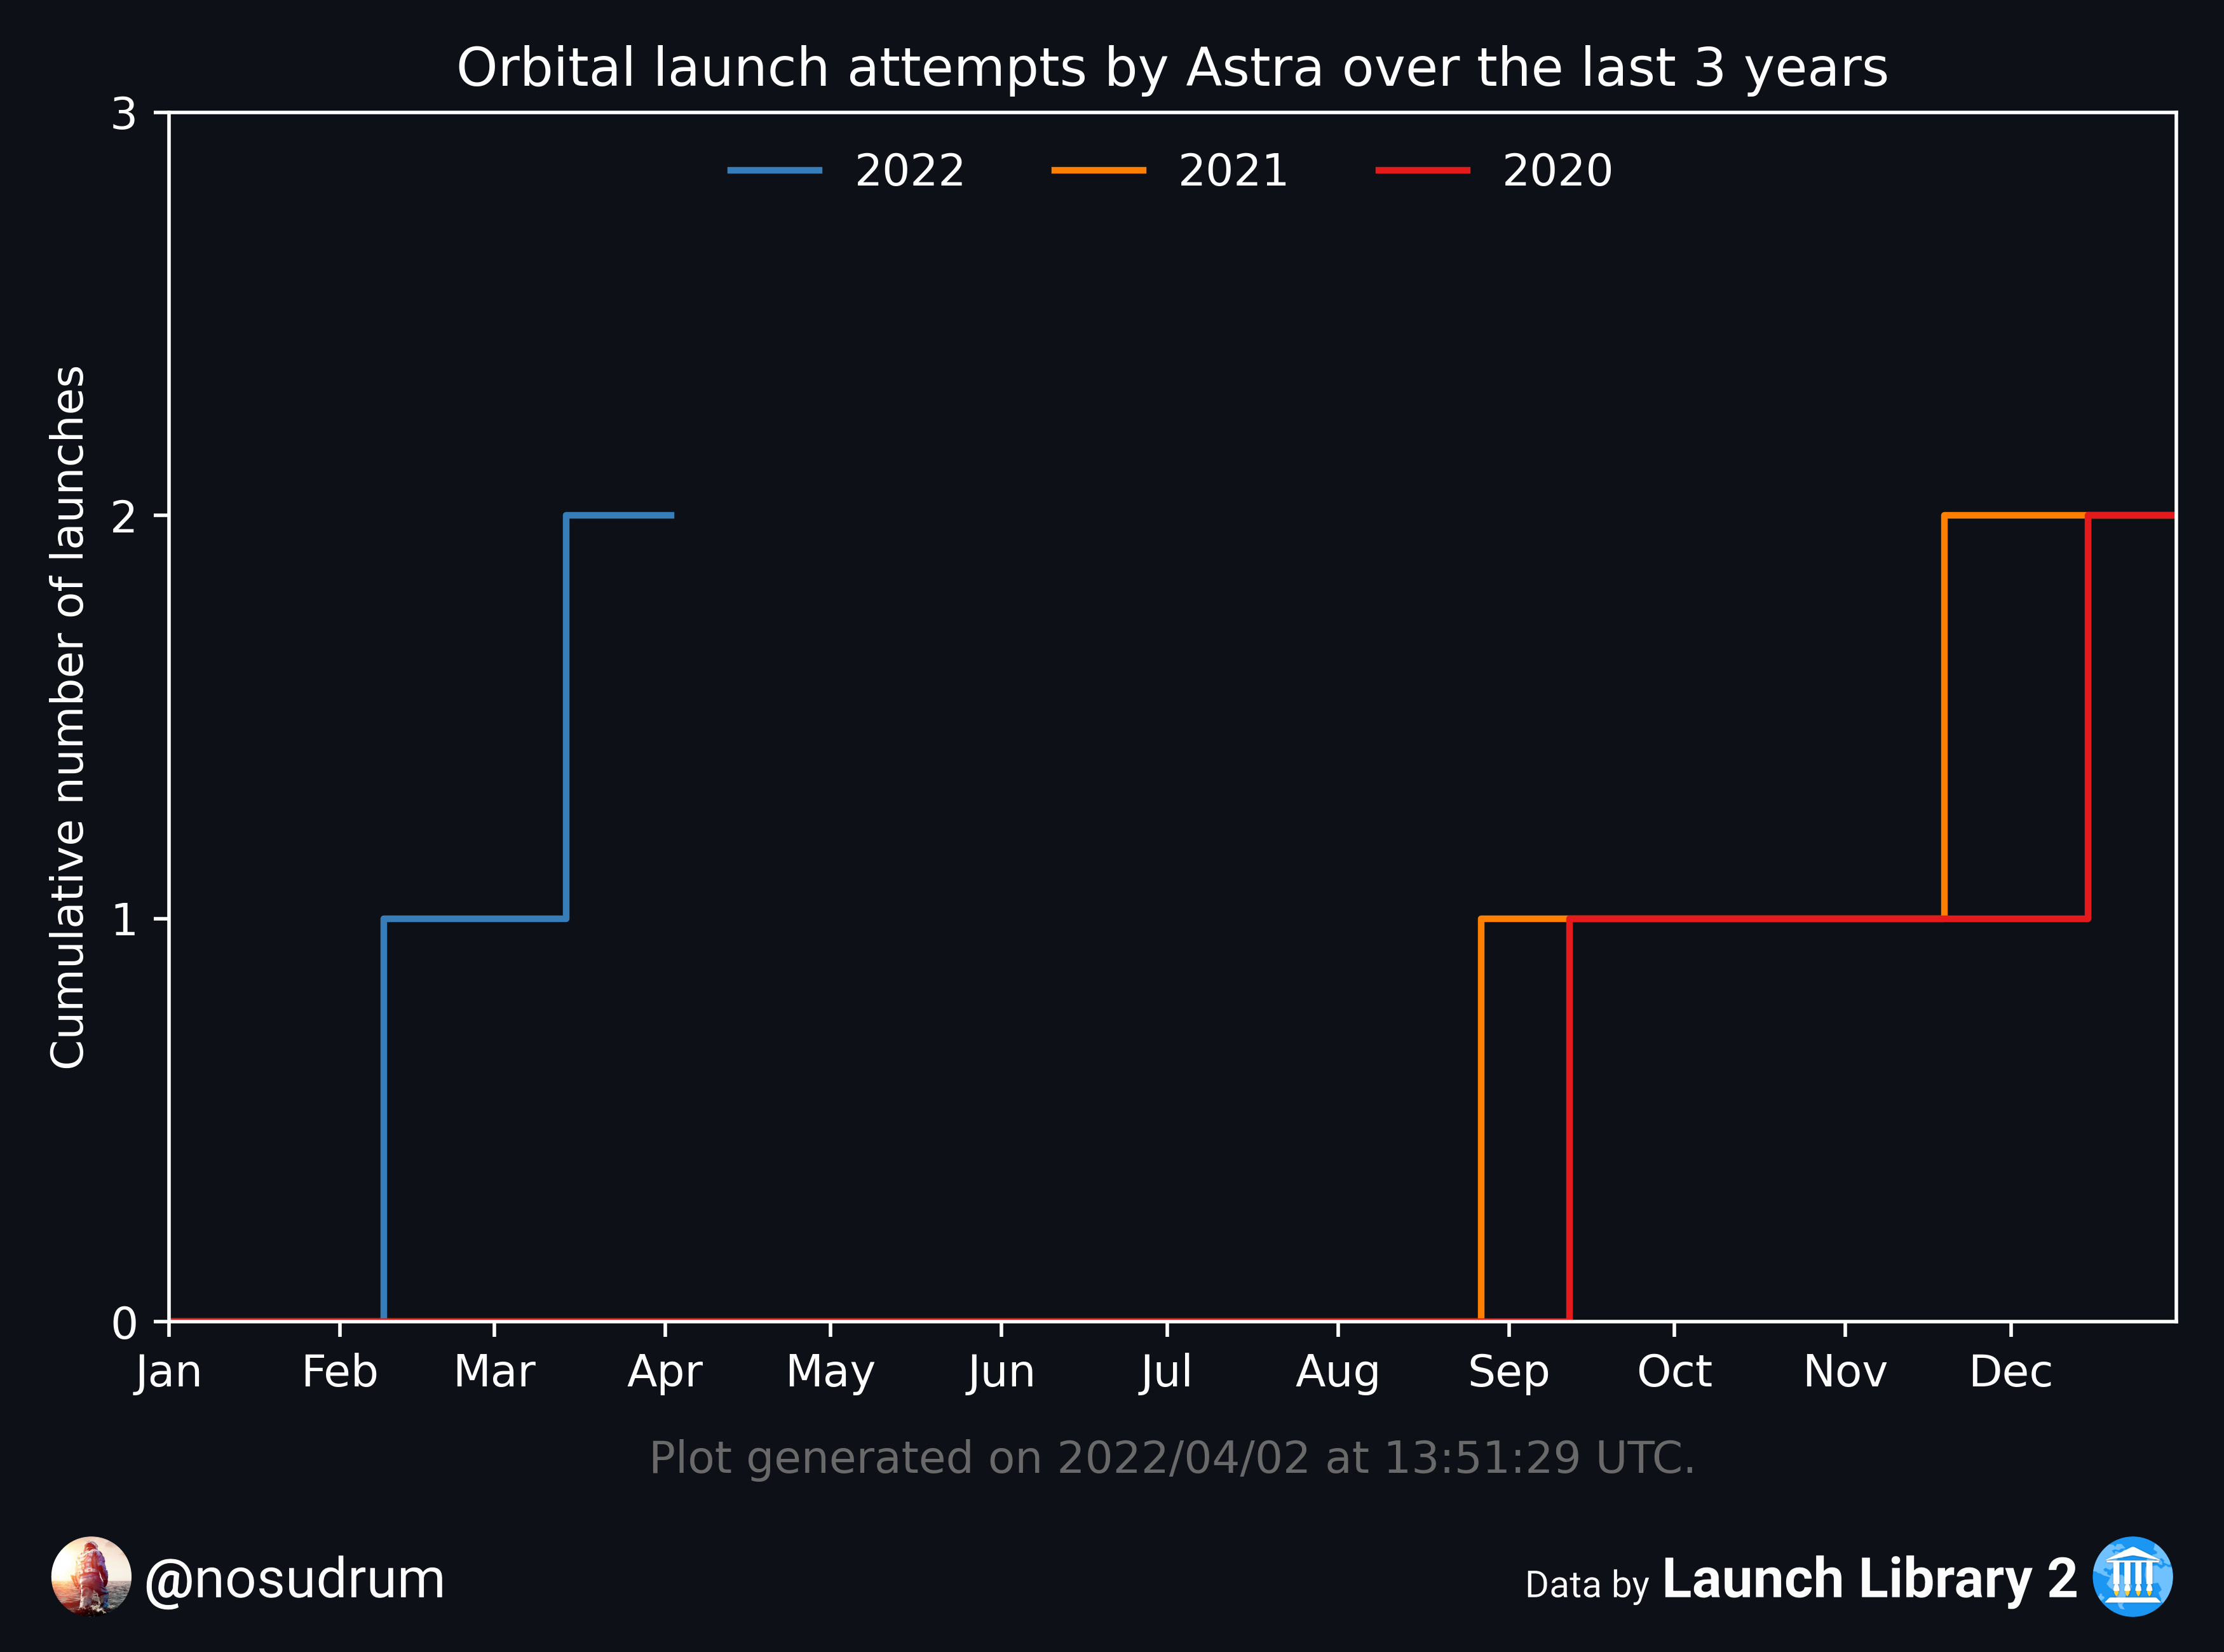 Orbital launch attempts by Astra over the last 3 years
3
2022 2021 2020
2
1
0
Cumulative number of launches
Jan Feb Mar Apr May Jun Jul Aug Sep Oct Nov Dec
Plot generated on 2022/04/02 at 13:51:29 UTC.
@nosudrum
Data by Launch Library 2